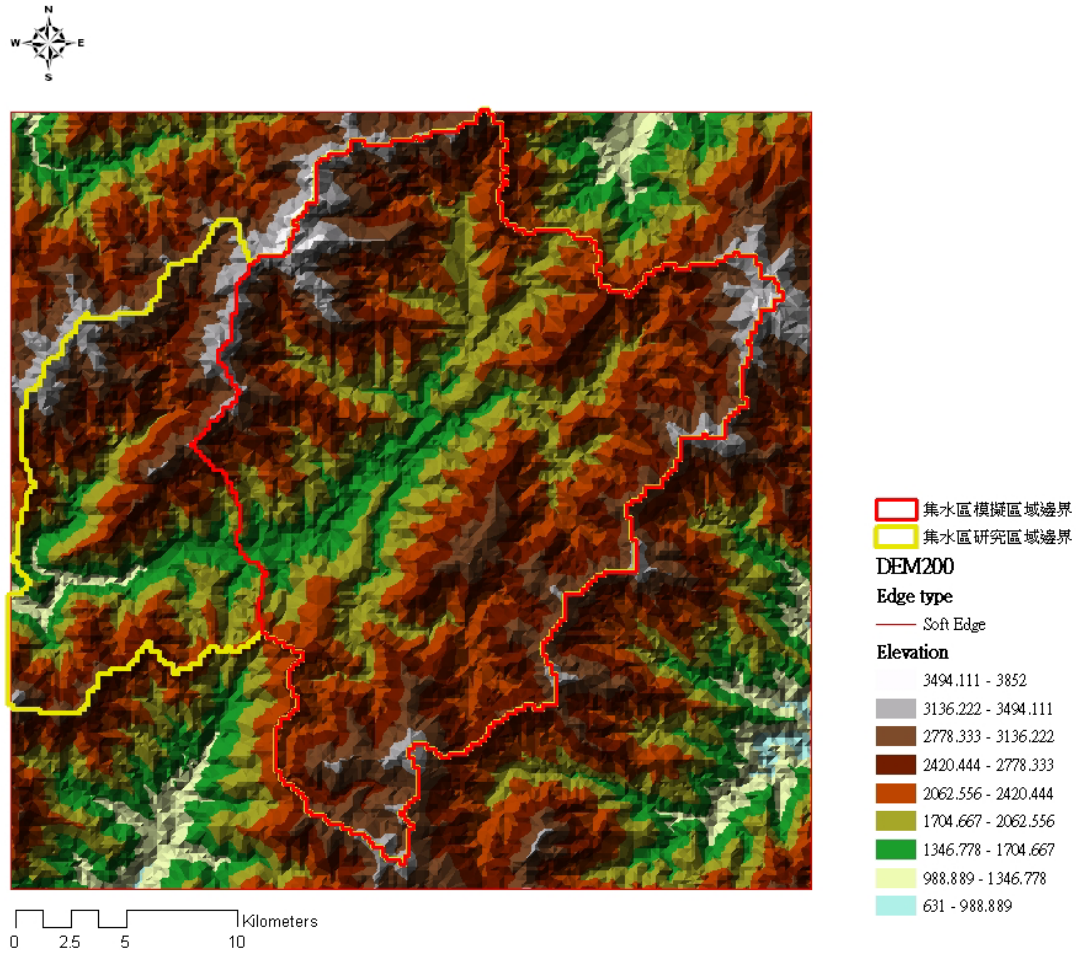 N
W E
S
集水區模擬區域邊界
集水區研究區域邊界
DEM200
Edge type
Soft Edge
Elevation
3494.111 - 3852
3136.222 - 3494.111
2778.333 - 3136.222
2420.444 - 2778.333
2062.556 - 2420.444
1704.667 - 2062.556
1346.778 - 1704.667
988.889 - 1346.778
631 - 988.889
Kilometers
0 2.5 5 10